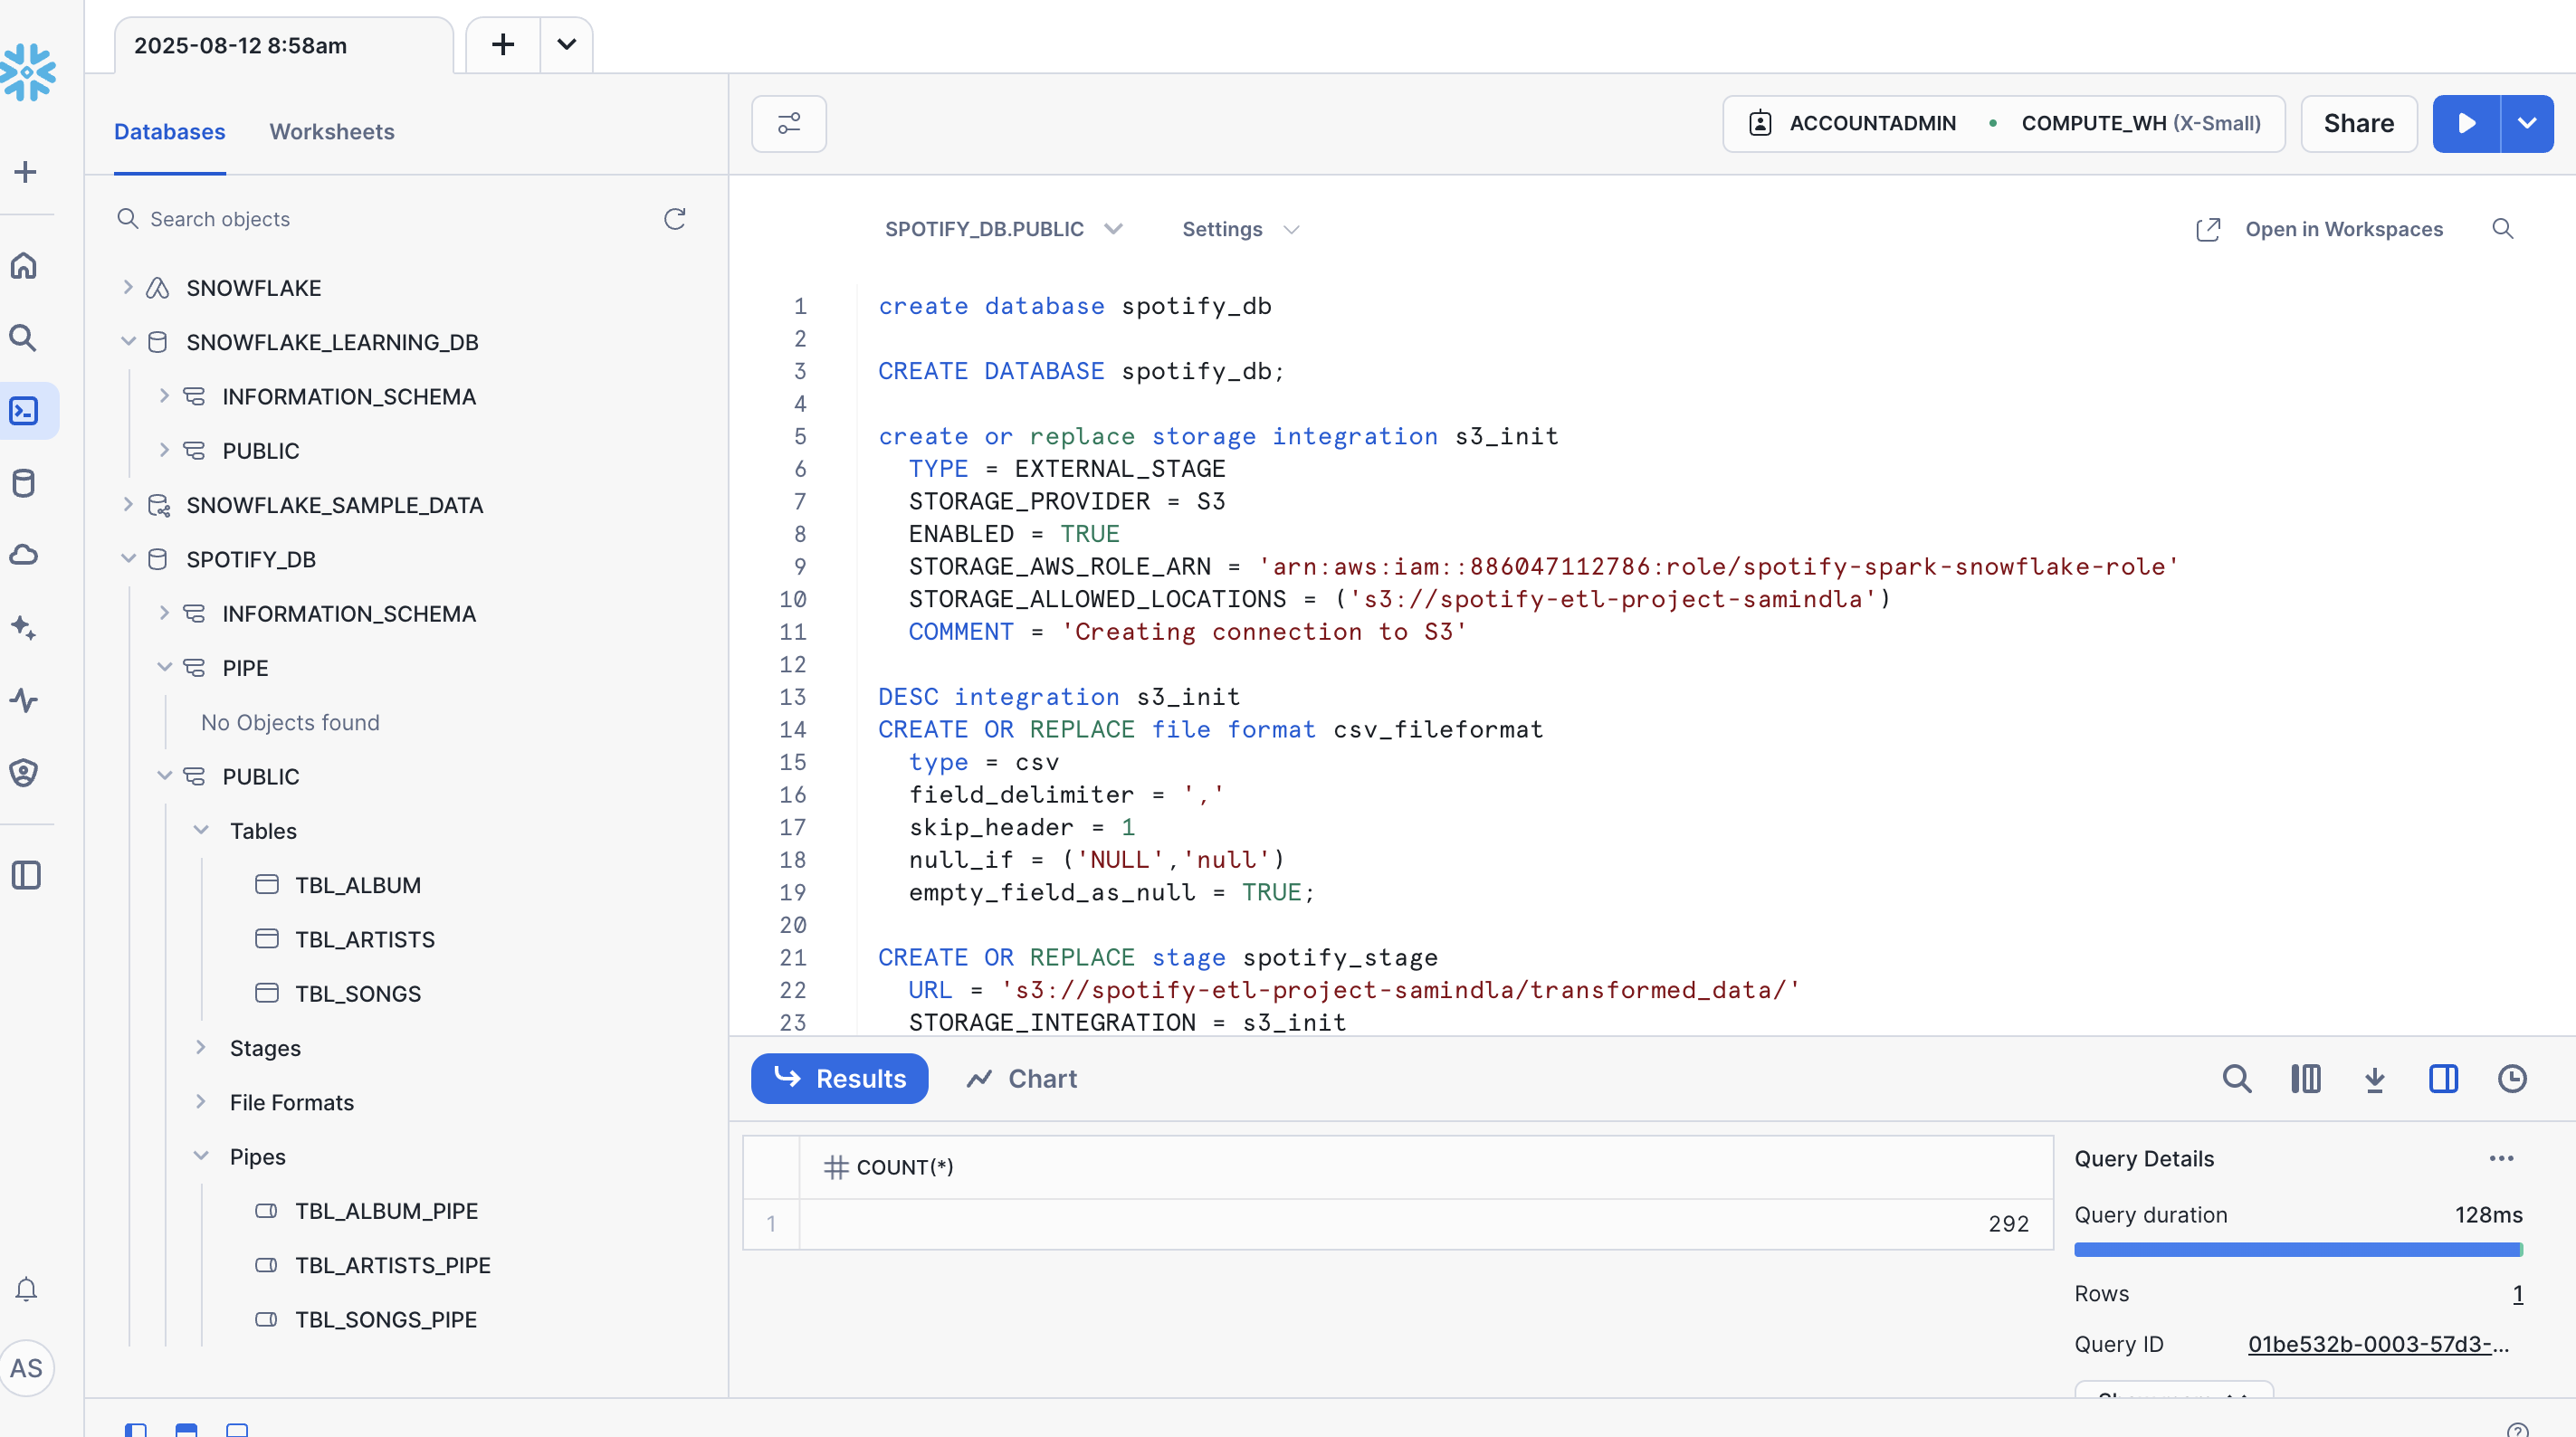 2025-08-12 8:58am
Databases
Worksheets
Search objects
SNOWFLAKE
SNOWFLAKE_LEARNING_DB
INFORMATION_SCHEMA
PUBLIC
SNOWFLAKE_SAMPLE_DATA
SPOTIFY_DB
INFORMATION_SCHEMA
PIPE
No Objects found
PUBLIC
Tables
TBL_ALBUM
TBL_ARTISTS
TBL_SONGS
Stages
File Formats
Pipes
TBL_ALBUM_PIPE
TBL_ARTISTS_PIPE
TBL_SONGS_PIPE
AS
ACCOUNTADMIN • COMPUTE_WH (X-Small)
Share
SPOTIFY_DB.PUBLIC
Settings
Open in Workspaces
1 create database spotify_db
2
3 CREATE DATABASE spotify_db;
4
5 create or replace storage integration s3_init
6 TYPE = EXTERNAL_STAGE
7 STORAGE_PROVIDER = S3
8 ENABLED = TRUE
9 STORAGE_AWS_ROLE_ARN = 'arn:aws:iam::886047112786:role/spotify-spark-snowflake-role'
10 STORAGE_ALLOWED_LOCATIONS = ('s3://spotify-etl-project-samindla')
11 COMMENT = 'Creating connection to S3'
12
13 DESC integration s3_init
14 CREATE OR REPLACE file format csv_fileformat
15 type = csv
16 field_delimiter = ','
17 skip_header = 1
18 null_if = ('NULL','null')
19 empty_field_as_null = TRUE;
20
21 CREATE OR REPLACE stage spotify_stage
22 URL = 's3://spotify-etl-project-samindla/transformed_data/'
23 STORAGE_INTEGRATION = s3_init
Results
Chart
COUNT(*)
1 292
Query Details
Query duration 128ms
Rows 1
Query ID 01be532b-0003-57d3-...